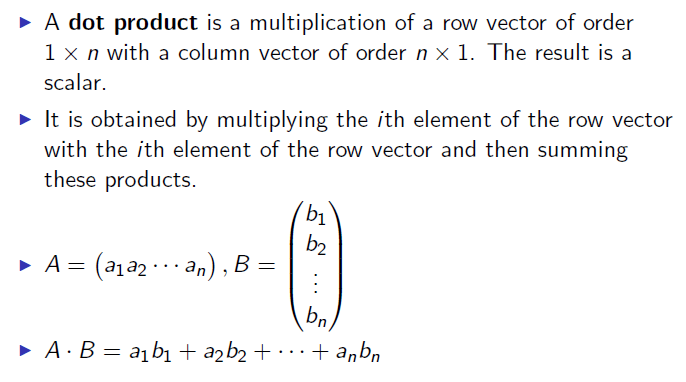 ▶ A dot product is a multiplication of a row vector of order
1 × n with a column vector of order n × 1. The result is a
scalar.
▶ It is obtained by multiplying the ith element of the row vector
with the ith element of the row vector and then summing
these products.
▶ A = (a₁a₂ ⋯ aₙ), B = (b₁ b₂ ⋮ bₙ)
▶ A · B = a₁b₁ + a₂b₂ + ⋯ + aₙbₙ